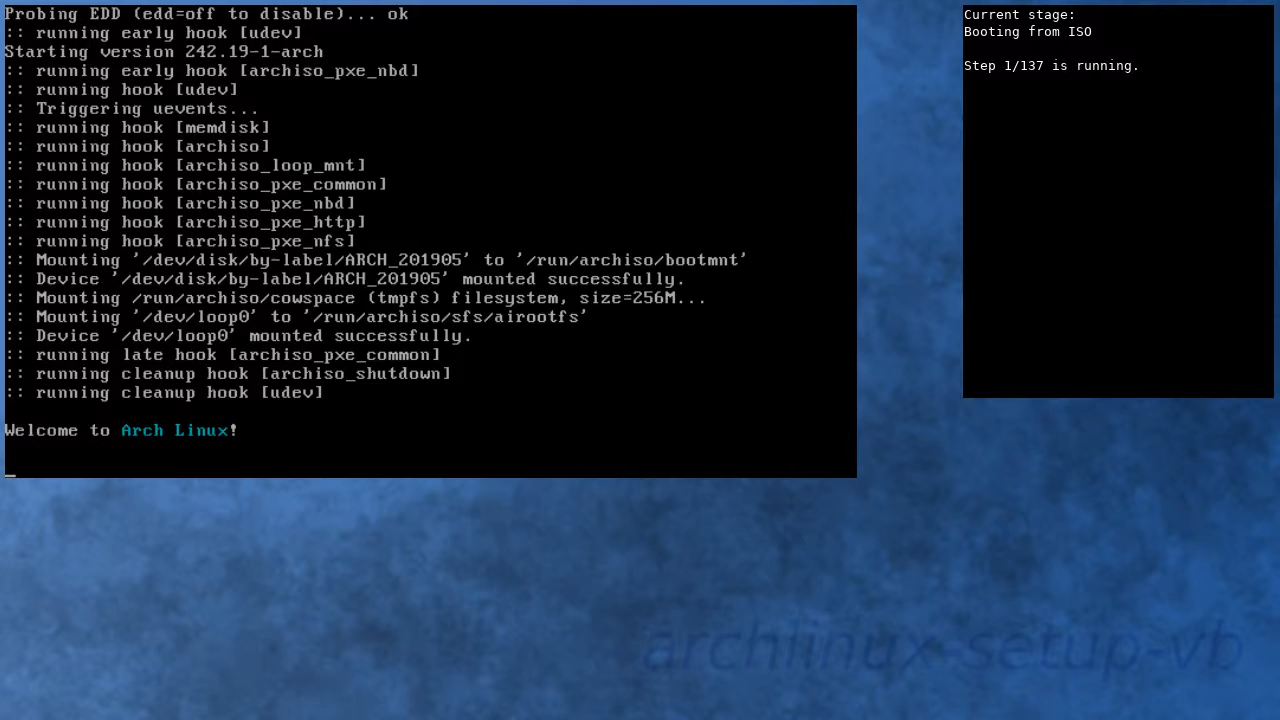 Probing EDD (edd=off to disable)... ok
:: running early hook [udev]
Starting version 242.19-1-arch
:: running early hook [archiso_pxe_nbd]
:: running hook [udev]
:: Triggering uevents...
:: running hook [memdisk]
:: running hook [archiso]
:: running hook [archiso_loop_mnt]
:: running hook [archiso_pxe_common]
:: running hook [archiso_pxe_nbd]
:: running hook [archiso_pxe_http]
:: running hook [archiso_pxe_nfs]
:: Mounting '/dev/disk/by-label/ARCH_201905' to '/run/archiso/bootmnt'
:: Device '/dev/disk/by-label/ARCH_201905' mounted successfully.
:: Mounting /run/archiso/cowspace (tmpfs) filesystem, size=256M...
:: Mounting '/dev/loop0' to '/run/archiso/sfs/airootfs'
:: Device '/dev/loop0' mounted successfully.
:: running late hook [archiso_pxe_common]
:: running cleanup hook [archiso_shutdown]
:: running cleanup hook [udev]
Welcome to Arch Linux!
Current stage:
Booting from ISO
Step 1/137 is running.
archlinux-setup-vb